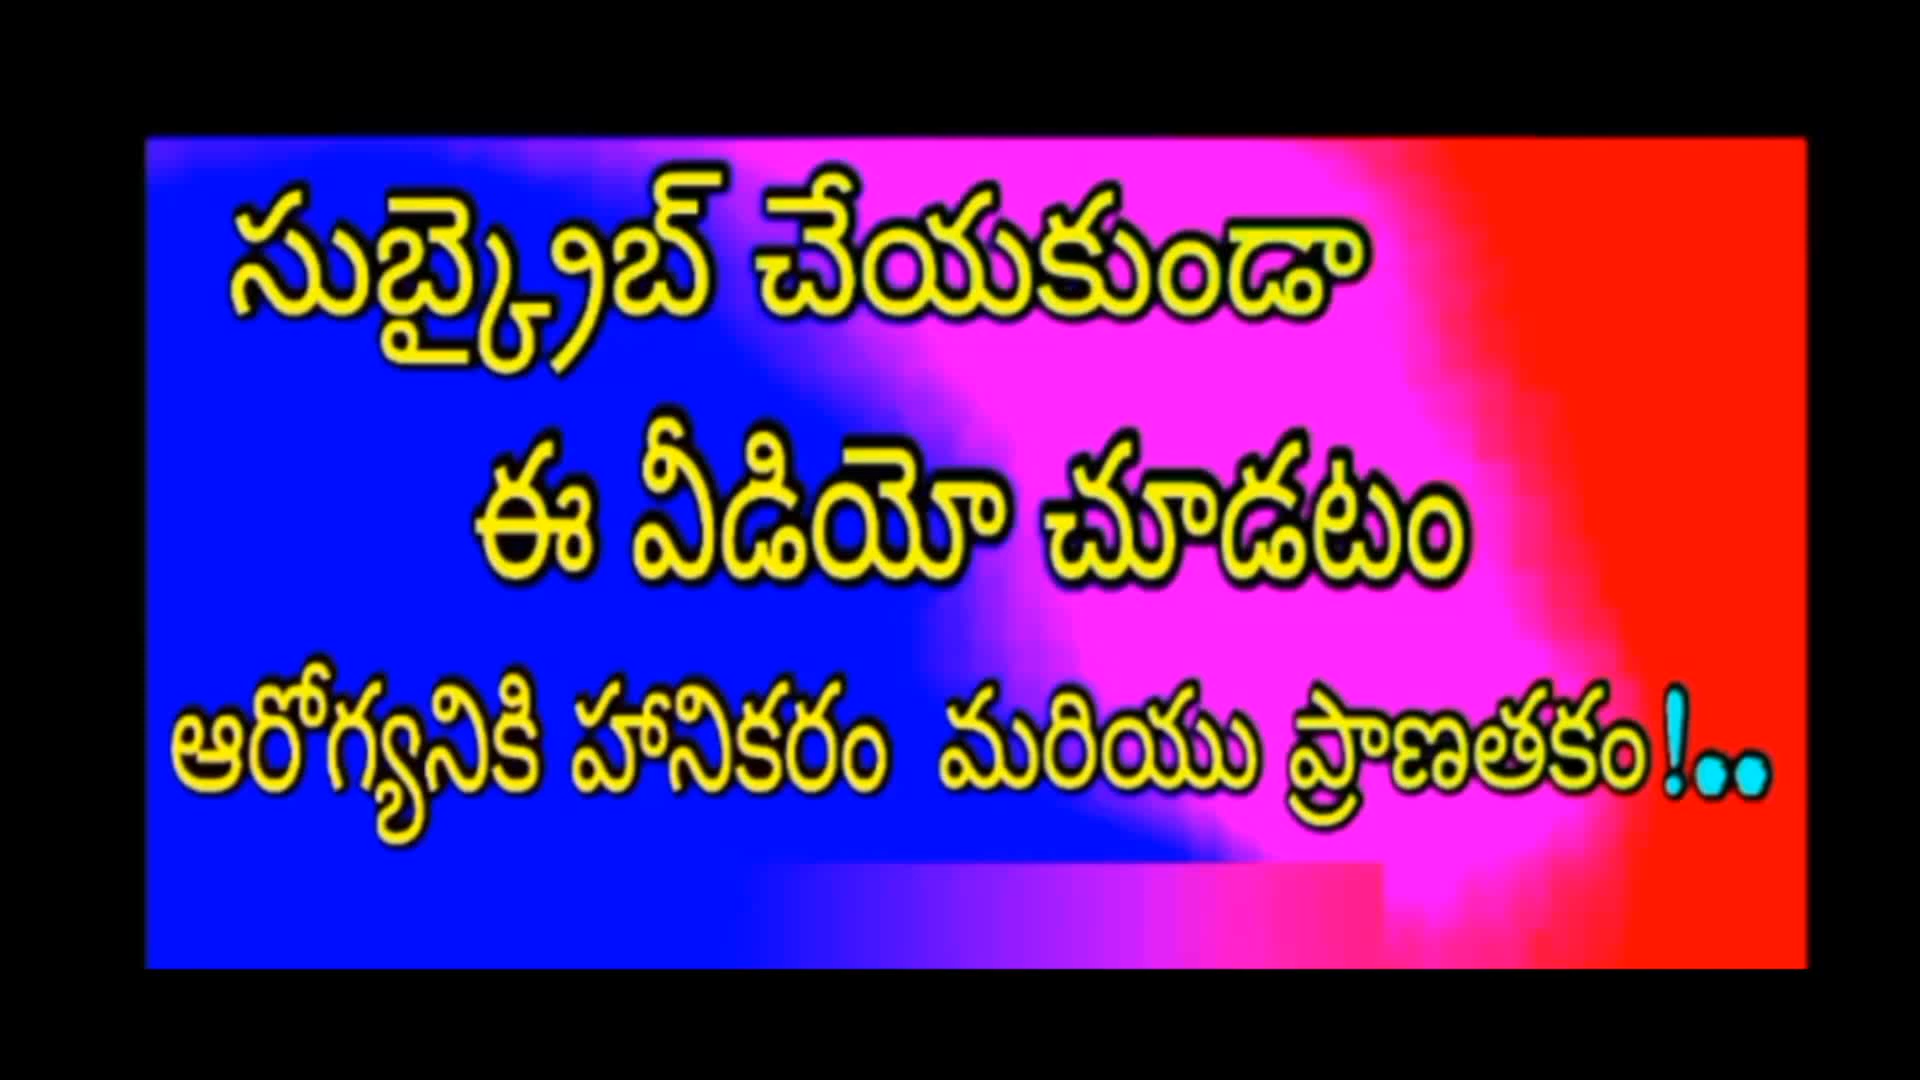 సుబ్స్క్రైబ్ చేయకుండా
ఈ వీడియో చూడటం
ఆరోగ్యనికి హానికరం మరియు ప్రాణతకం!..